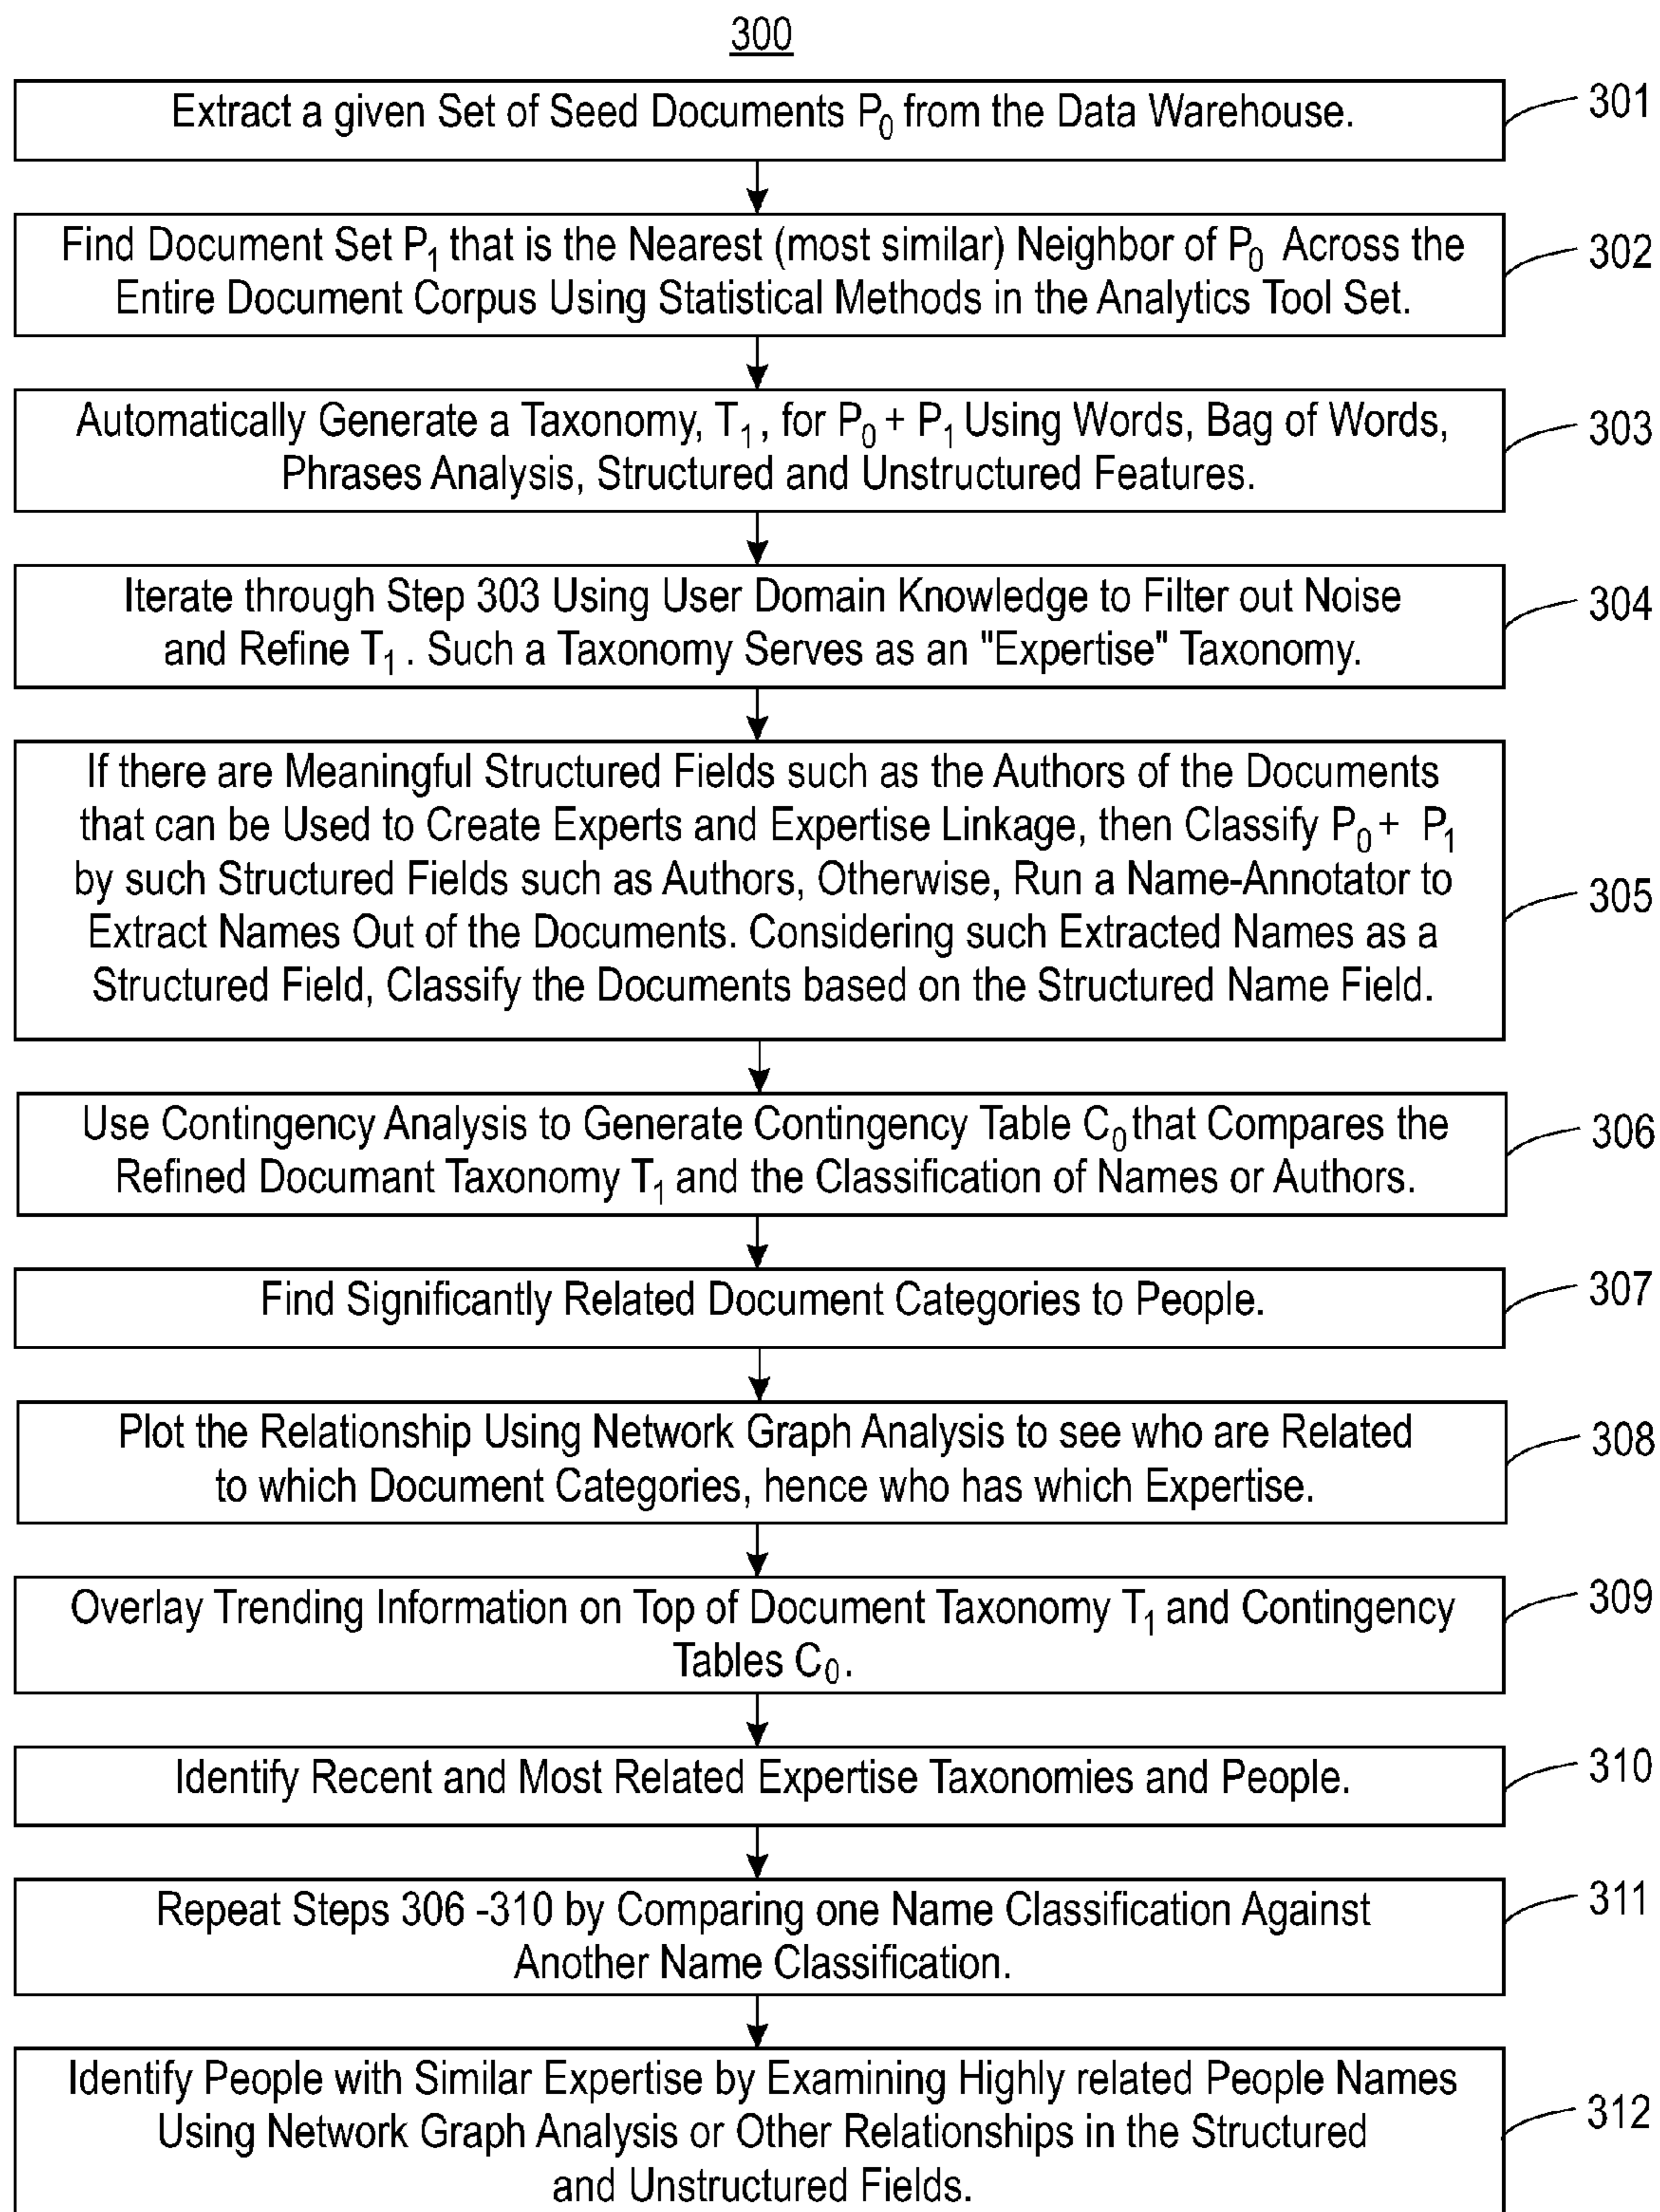 300
Extract a given Set of Seed Documents P0 from the Data Warehouse.
301
Find Document Set P1 that is the Nearest (most similar) Neighbor of P0 Across the
Entire Document Corpus Using Statistical Methods in the Analytics Tool Set.
302
Automatically Generate a Taxonomy, T1, for P0 + P1 Using Words, Bag of Words,
Phrases Analysis, Structured and Unstructured Features.
303
Iterate through Step 303 Using User Domain Knowledge to Filter out Noise
and Refine T1. Such a Taxonomy Serves as an "Expertise" Taxonomy.
304
If there are Meaningful Structured Fields such as the Authors of the Documents
that can be Used to Create Experts and Expertise Linkage, then Classify P0 + P1
by such Structured Fields such as Authors, Otherwise, Run a Name-Annotator to
Extract Names Out of the Documents. Considering such Extracted Names as a
Structured Field, Classify the Documents based on the Structured Name Field.
305
Use Contingency Analysis to Generate Contingency Table C0 that Compares the
Refined Documant Taxonomy T1 and the Classification of Names or Authors.
306
Find Significantly Related Document Categories to People.
307
Plot the Relationship Using Network Graph Analysis to see who are Related
to which Document Categories, hence who has which Expertise.
308
Overlay Trending Information on Top of Document Taxonomy T1 and Contingency
Tables C0.
309
Identify Recent and Most Related Expertise Taxonomies and People.
310
Repeat Steps 306 -310 by Comparing one Name Classification Against
Another Name Classification.
311
Identify People with Similar Expertise by Examining Highly related People Names
Using Network Graph Analysis or Other Relationships in the Structured
and Unstructured Fields.
312